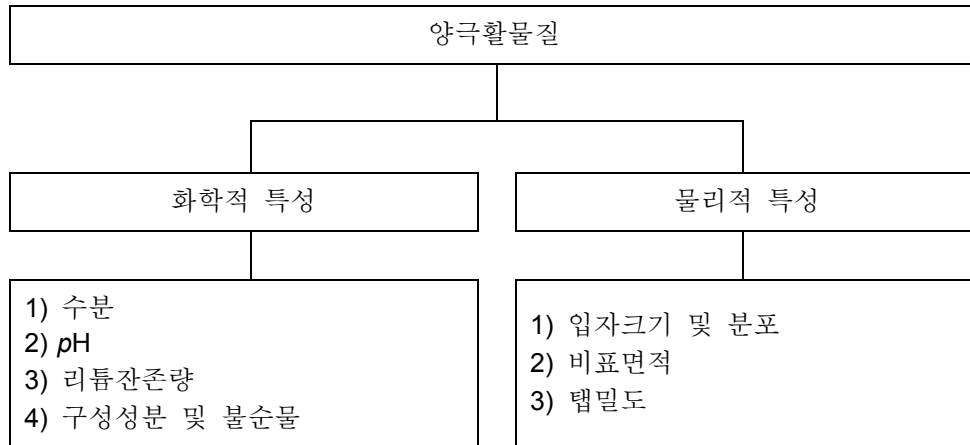 양극활물질
화학적 특성
물리적 특성
1) 수분
2) pH
3) 리튬잔존량
4) 구성성분 및 불순물
1) 입자크기 및 분포
2) 비표면적
3) 탭밀도